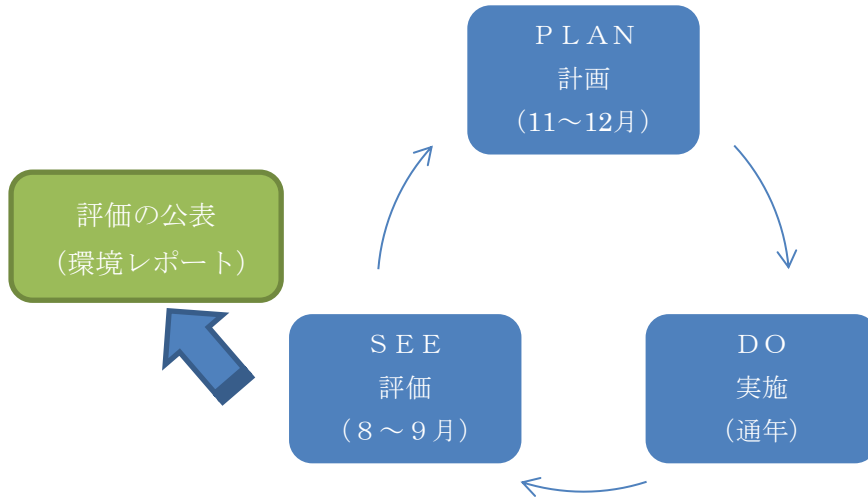 ＰＬＡＮ
計画
（11～12月）
評価の公表
（環境レポート）
ＳＥＥ
評価
（８～９月）
ＤＯ
実施
（通年）